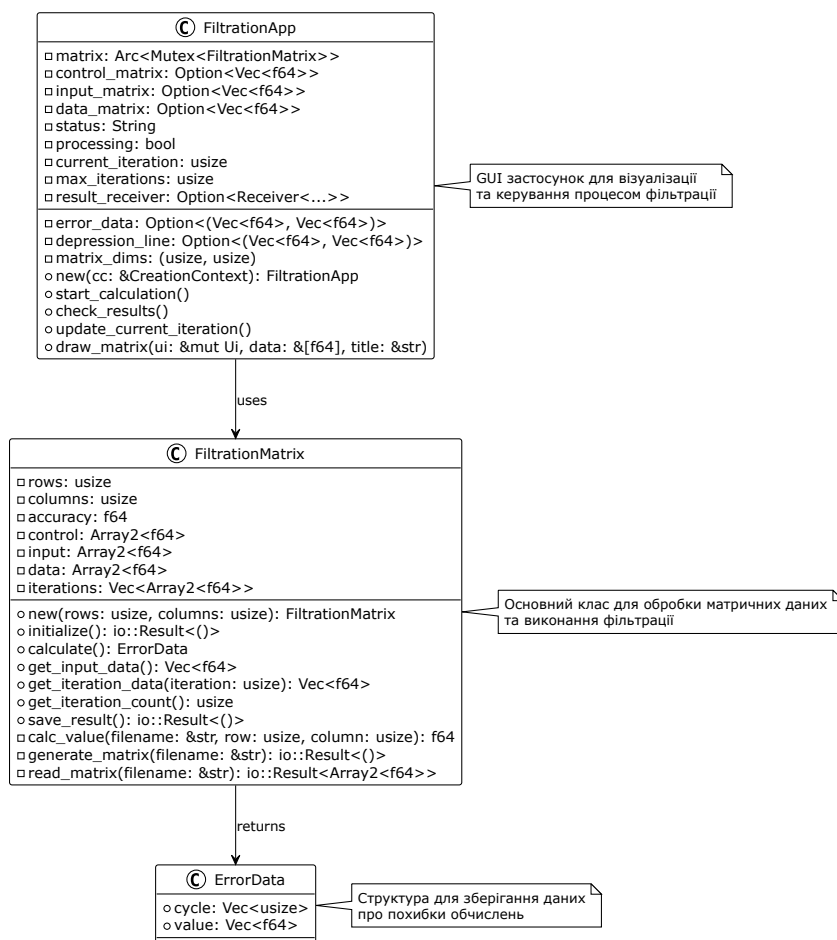 C FiltrationApp
matrix: Arc<Mutex<FiltrationMatrix>>
control_matrix: Option<Vec<f64>>
input_matrix: Option<Vec<f64>>
data_matrix: Option<Vec<f64>>
status: String
processing: bool
current_iteration: usize
max_iterations: usize
result_receiver: Option<Receiver<...>>
error_data: Option<(Vec<f64>, Vec<f64>)>
depression_line: Option<(Vec<f64>, Vec<f64>)>
matrix_dims: (usize, usize)
new(cc: &CreationContext): FiltrationApp
start_calculation()
check_results()
update_current_iteration()
draw_matrix(ui: &mut Ui, data: &[f64], title: &str)
GUI застосунок для візуалізації
та керування процесом фільтрації
uses
C FiltrationMatrix
rows: usize
columns: usize
accuracy: f64
control: Array2<f64>
input: Array2<f64>
data: Array2<f64>
iterations: Vec<Array2<f64>>
new(rows: usize, columns: usize): FiltrationMatrix
initialize(): io::Result<()>
calculate(): ErrorData
get_input_data(): Vec<f64>
get_iteration_data(iteration: usize): Vec<f64>
get_iteration_count(): usize
save_result(): io::Result<()>
calc_value(filename: &str, row: usize, column: usize): f64
generate_matrix(filename: &str): io::Result<()>
read_matrix(filename: &str): io::Result<Array2<f64>>
Основний клас для обробки матричних даних
та виконання фільтрації
returns
C ErrorData
cycle: Vec<usize>
value: Vec<f64>
Структура для зберігання даних
про похибки обчислень